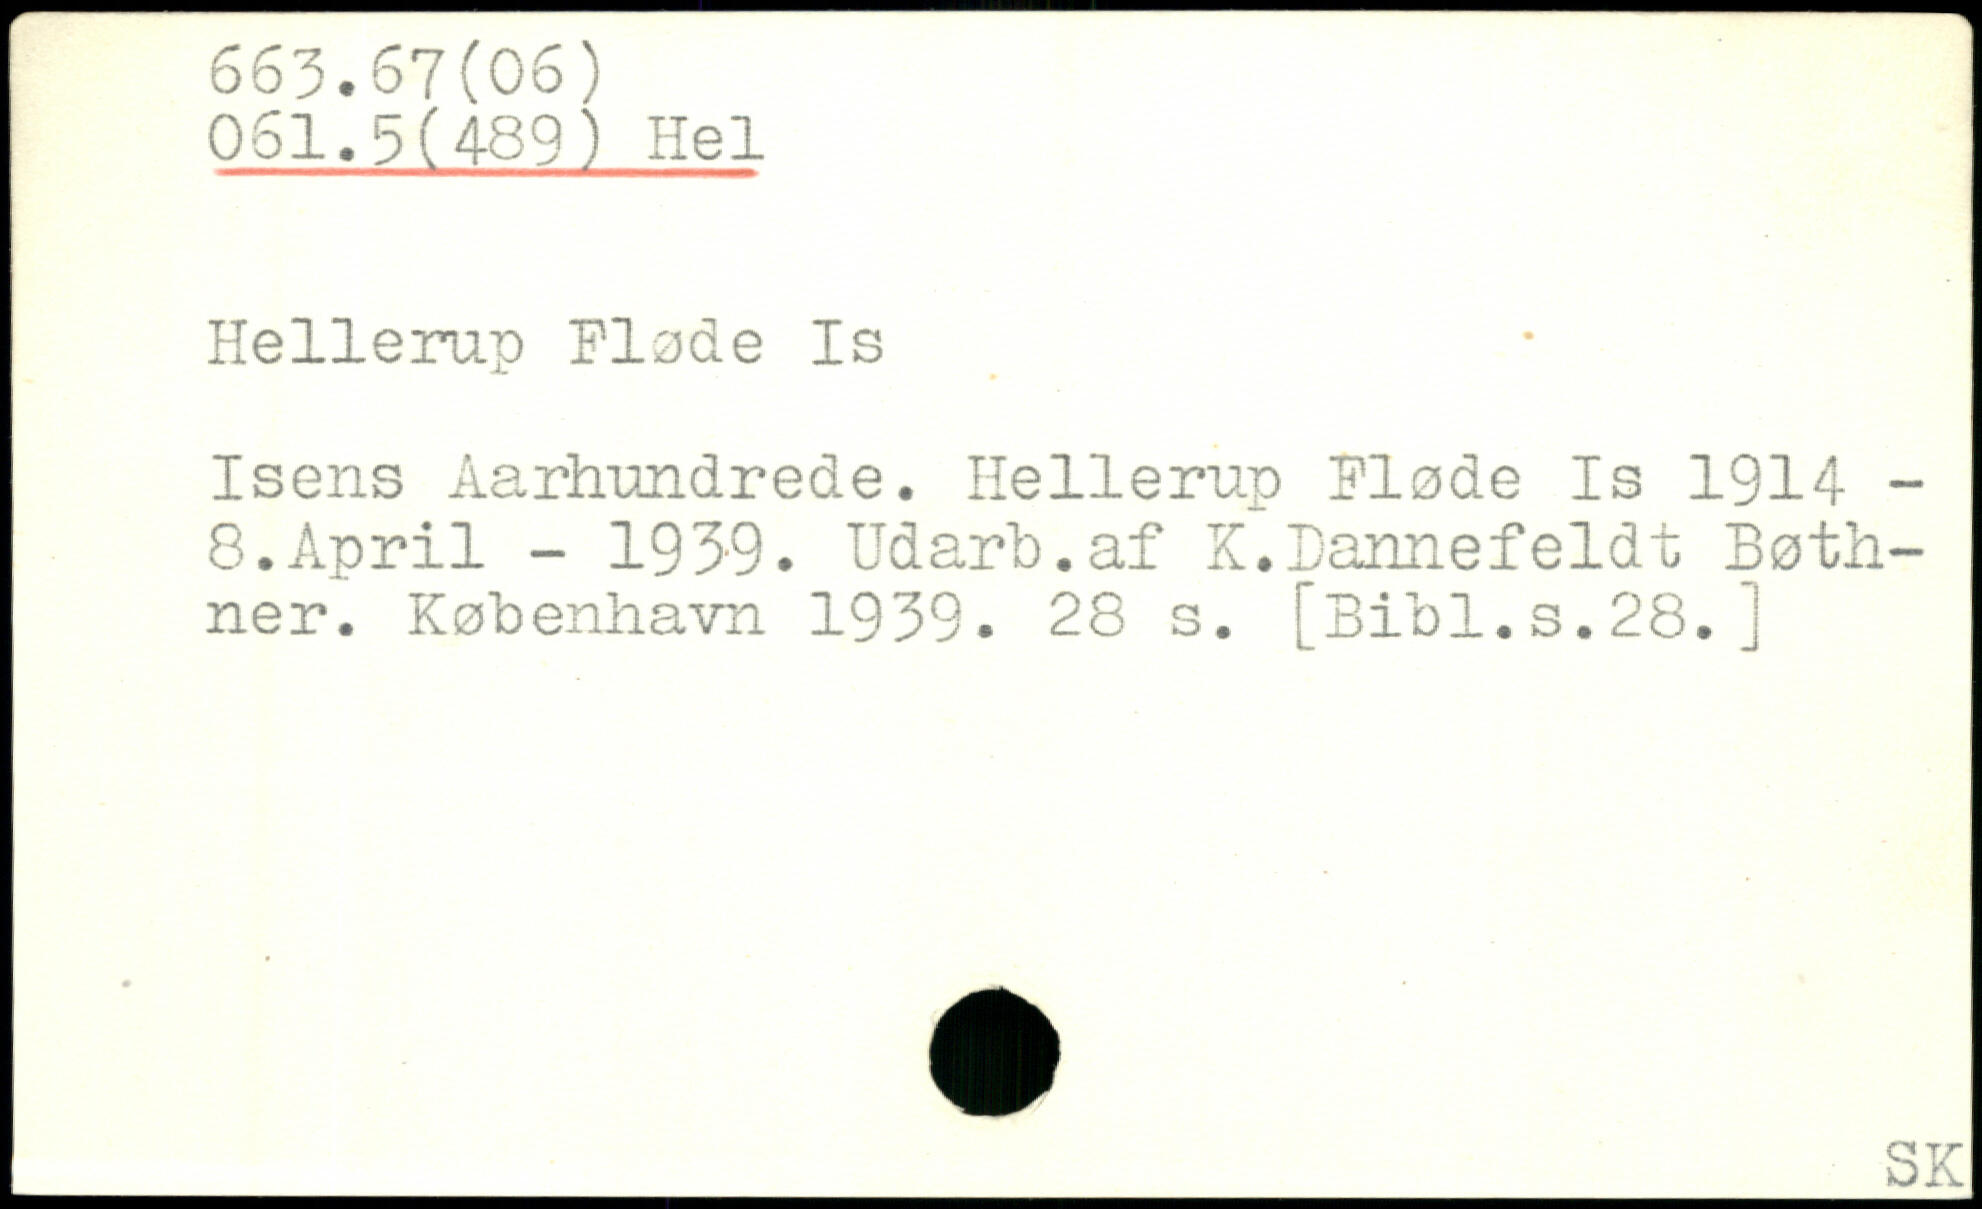 663.67(06)
061.5(489) Hel
Hellerup Fløde Is
Isens Aarhundrede. Hellerup Fløde Is 1914 -
8.April - 1939. Udarb.af K.Dannefeldt Bøth-
ner. København 1939. 28 s. [Bibl.s.28.]
SK